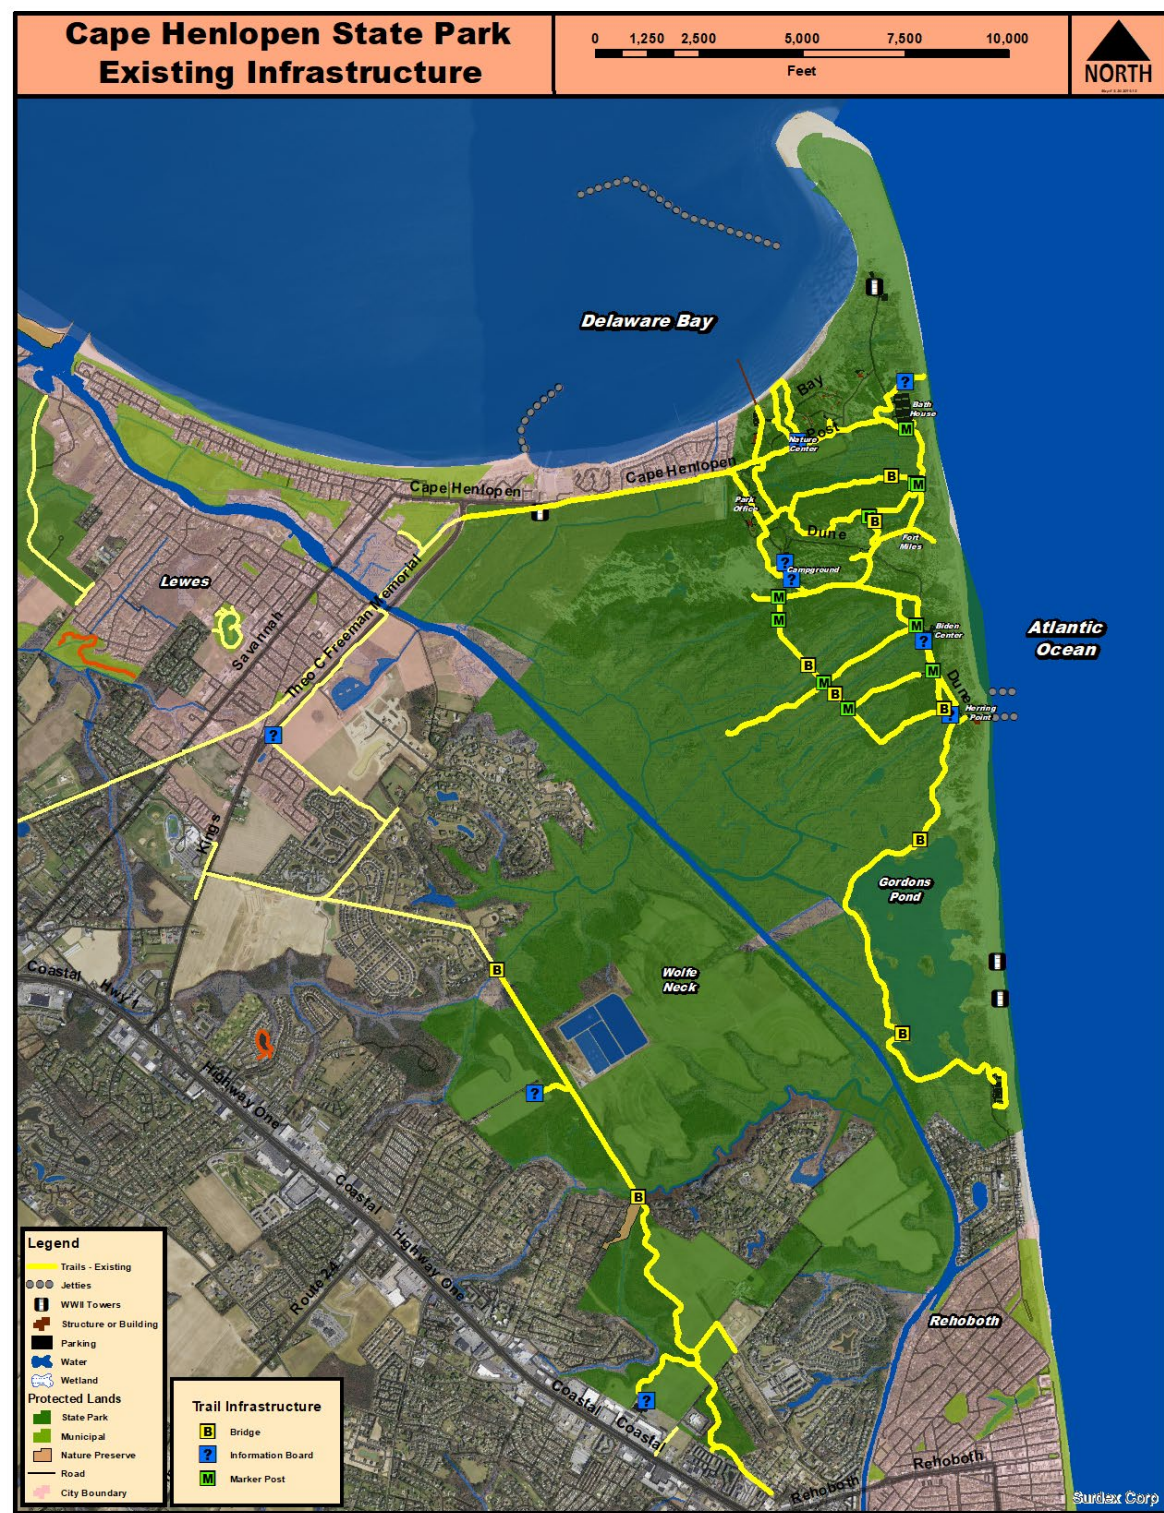 Cape Henlopen State Park
Existing Infrastructure
0 1,250 2,500 5,000 7,500 10,000
Feet
NORTH
Delaware Bay
Bay
Bath
House
Post
Nature
Center
Cape Henlopen
Cape Henlopen
Park
Office
Dune
Fort
Miles
Campground
Lewes
Theo C Freeman Memorial
Savannah
Biden
Center
Atlantic
Ocean
Dune
Herring
Point
Kings
Gordons
Pond
Wolfe
Neck
Coastal
Hwy 1
Highway One
Coastal
Highway One
Route 24
Rehoboth
Coastal
Coastal
Rehoboth
Rehoboth
Legend
Trails - Existing
Jetties
WWII Towers
Structure or Building
Parking
Water
Wetland
Protected Lands
State Park
Municipal
Nature Preserve
Road
City Boundary
Trail Infrastructure
B Bridge
? Information Board
M Marker Post
Surdex Corp